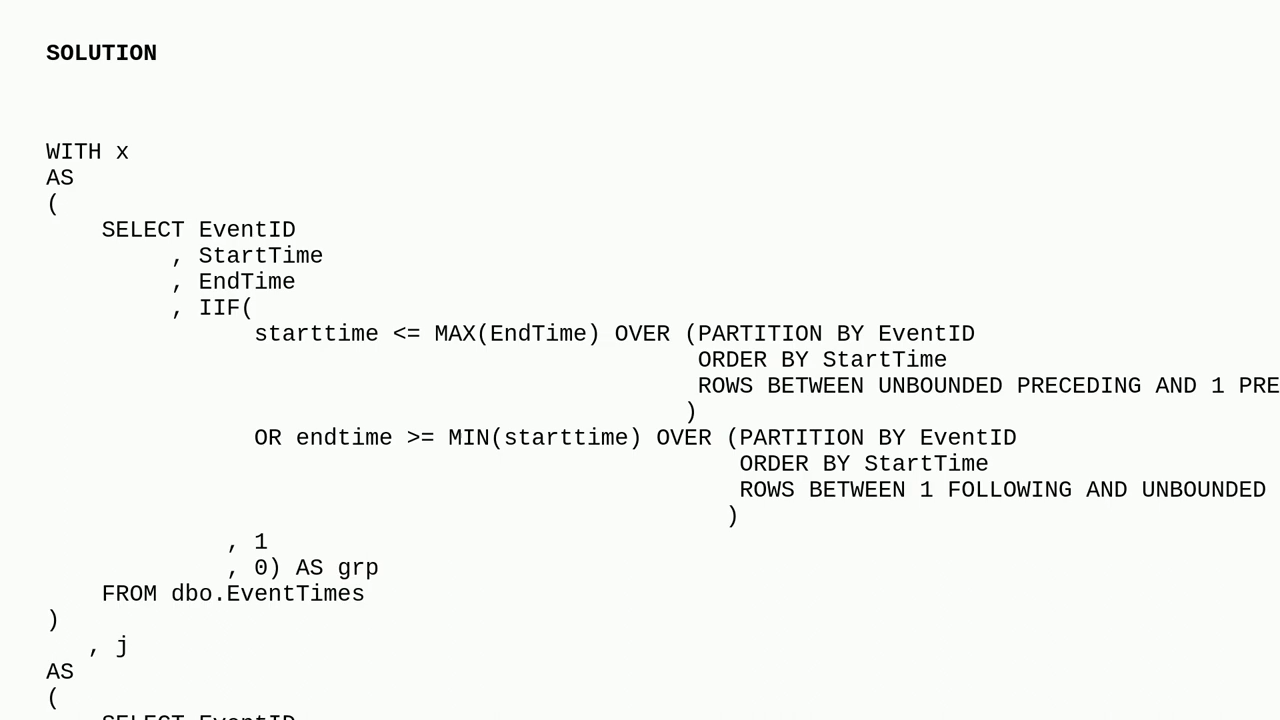 SOLUTION
WITH x
AS
(
SELECT EventID
, StartTime
, EndTime
, IIF(
starttime <= MAX(EndTime) OVER (PARTITION BY EventID
ORDER BY StartTime
ROWS BETWEEN UNBOUNDED PRECEDING AND 1 PRE
)
OR endtime >= MIN(starttime) OVER (PARTITION BY EventID
ORDER BY StartTime
ROWS BETWEEN 1 FOLLOWING AND UNBOUNDED
)
, 1
, 0) AS grp
FROM dbo.EventTimes
)
, j
AS
(
SELECT EventID